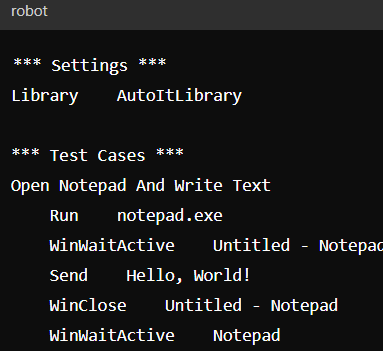 robot
*** Settings ***
Library    AutoItLibrary
*** Test Cases ***
Open Notepad And Write Text
    Run    notepad.exe
    WinWaitActive    Untitled - Notepad
    Send    Hello, World!
    WinClose    Untitled - Notepad
    WinWaitActive    Notepad